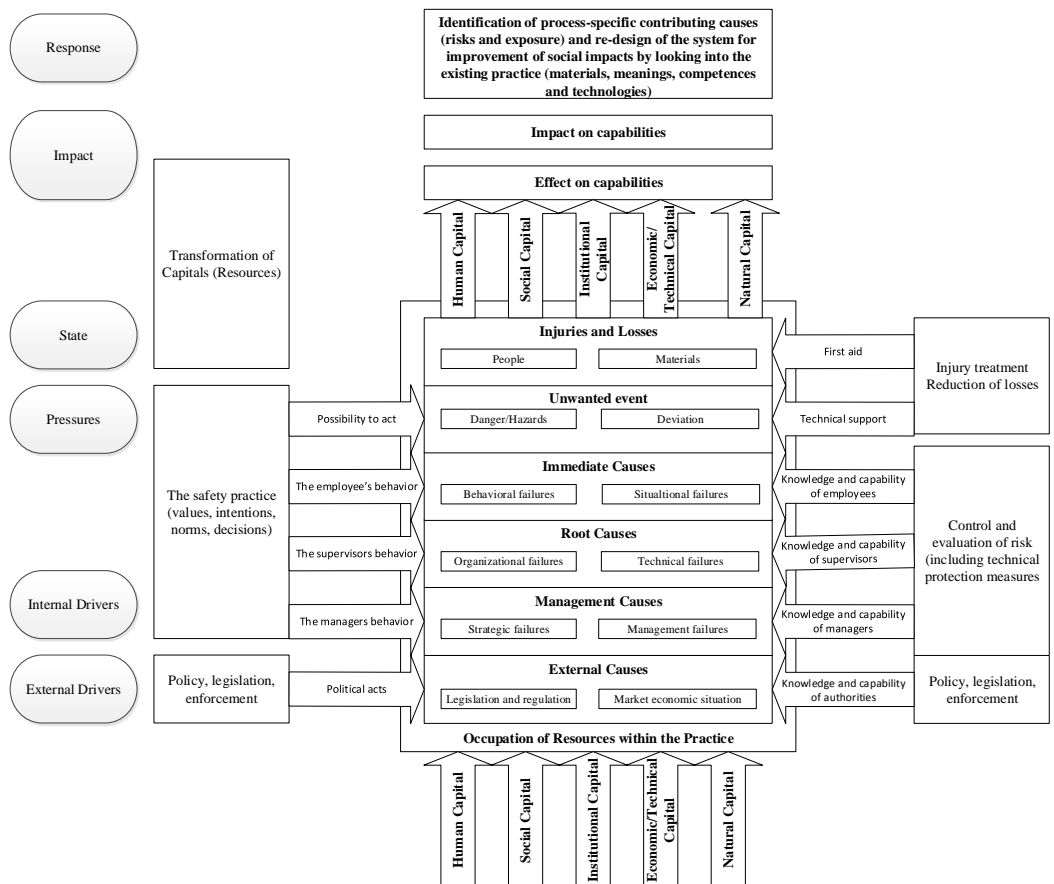 Response
Identification of process-specific contributing causes
(risks and exposure) and re-design of the system for
improvement of social impacts by looking into the
existing practice (materials, meanings, competences
and technologies)
Impact
Impact on capabilities
Effect on capabilities
Transformation of
Capitals (Resources)
Human Capital
Social Capital
Institutional
Capital
Economic/
Technical Capital
Natural Capital
State
Injuries and Losses
People
Materials
First aid
Injury treatment
Reduction of losses
Pressures
Possibility to act
Unwanted event
Danger/Hazards
Deviation
Technical support
The safety practice
(values, intentions,
norms, decisions)
The employee's behavior
Immediate Causes
Behavioral failures
Situaltional failures
Knowledge and capability
of employees
Control and
evaluation of risk
(including technical
protection measures
The supervisors behavior
Root Causes
Organizational failures
Technical failures
Knowledge and capability
of supervisors
Internal Drivers
The managers behavior
Management Causes
Strategic failures
Management failures
Knowledge and capability
of managers
External Drivers
Policy, legislation,
enforcement
Political acts
External Causes
Legislation and regulation
Market economic situation
Knowledge and capability
of authorities
Policy, legislation,
enforcement
Occupation of Resources within the Practice
Human Capital
Social Capital
Institutional Capital
Economic/Technical
Capital
Natural Capital